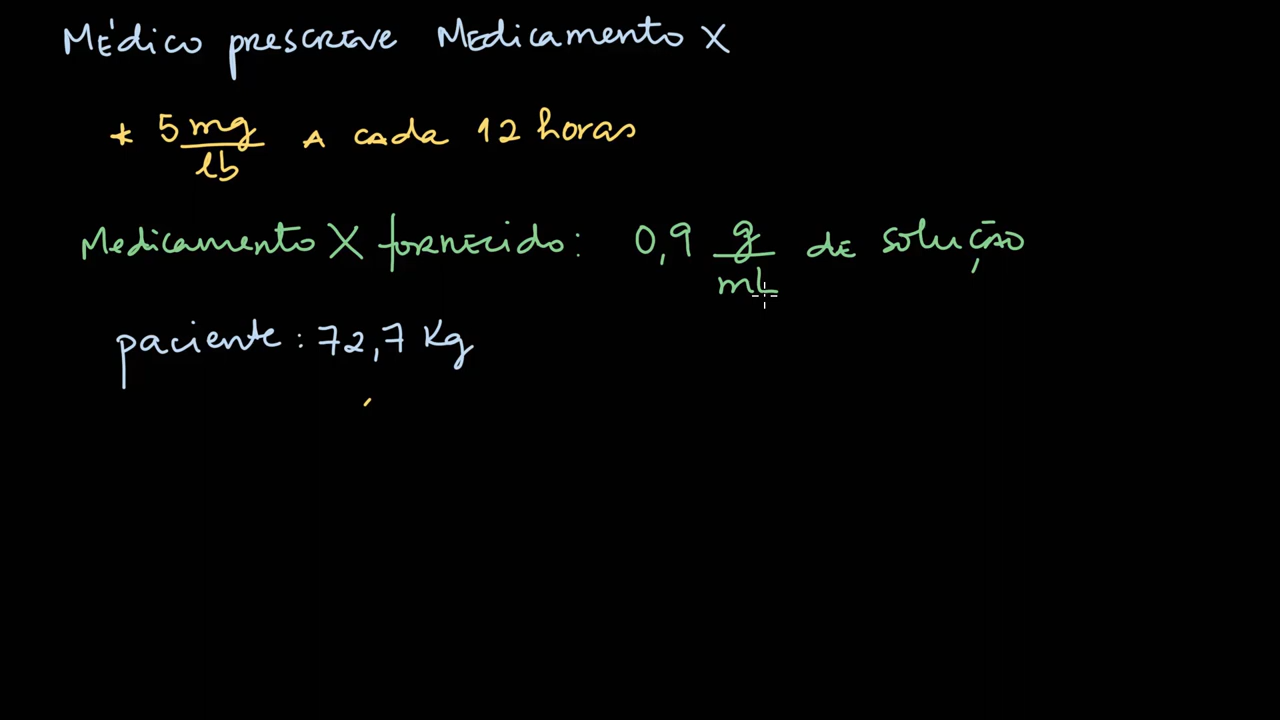 Médico prescreve Medicamento X
* 5 mg/lb a cada 12 horas
Medicamento X fornecido: 0,9 g/mL de solução
paciente: 72,7 Kg